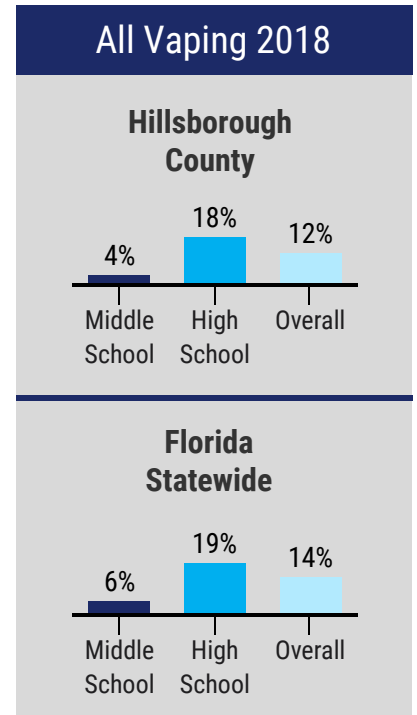 All Vaping 2018
Hillsborough
County
4%
18%
12%
Middle
School
High
School
Overall
Florida
Statewide
6%
19%
14%
Middle
School
High
School
Overall